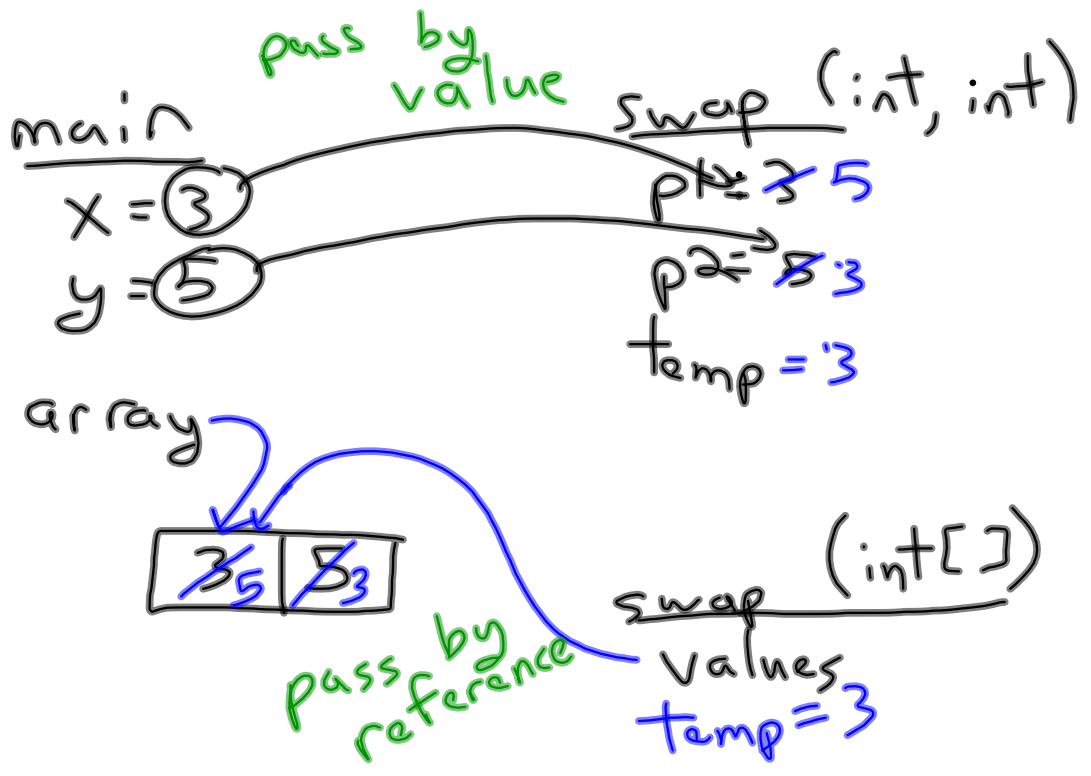 pass by
value
main
swap (int, int)
x = 3
p1 = 3 5
y = 5
p2 = 5 3
temp = 3
array
3 5 5 3
swap (int[])
values
temp = 3
pass by
reference